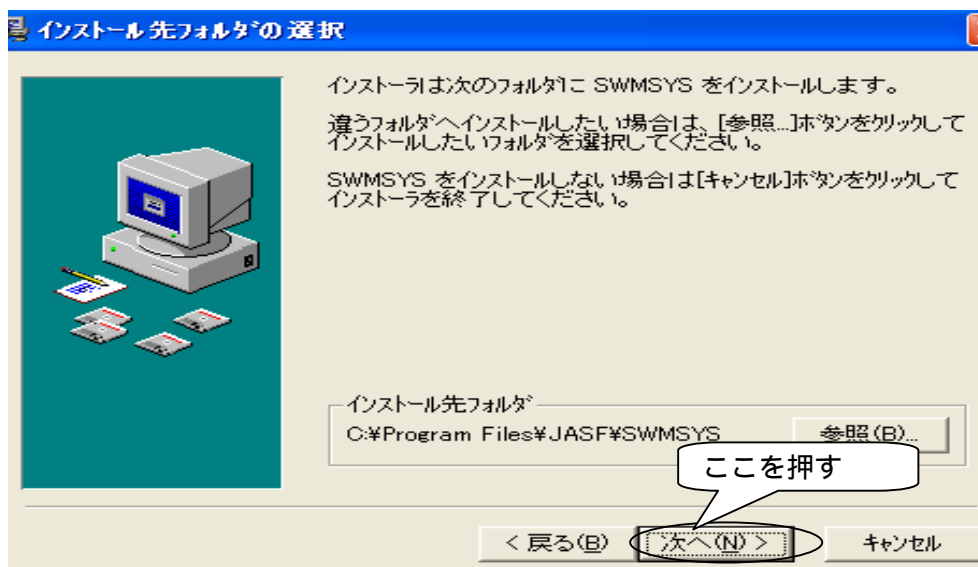 インストール先フォルダの選択
インストーラは次のフォルダに SWMSYS をインストールします。
違うフォルダへインストールしたい場合は、[参照...]ボタンをクリックして
インストールしたいフォルダを選択してください。
SWMSYS をインストールしない場合は[キャンセル]ボタンをクリックして
インストーラを終了してください。
インストール先フォルダ
C:¥Program Files¥JASF¥SWMSYS
参照(B)...
ここを押す
< 戻る(B)
次へ(N) >
キャンセル